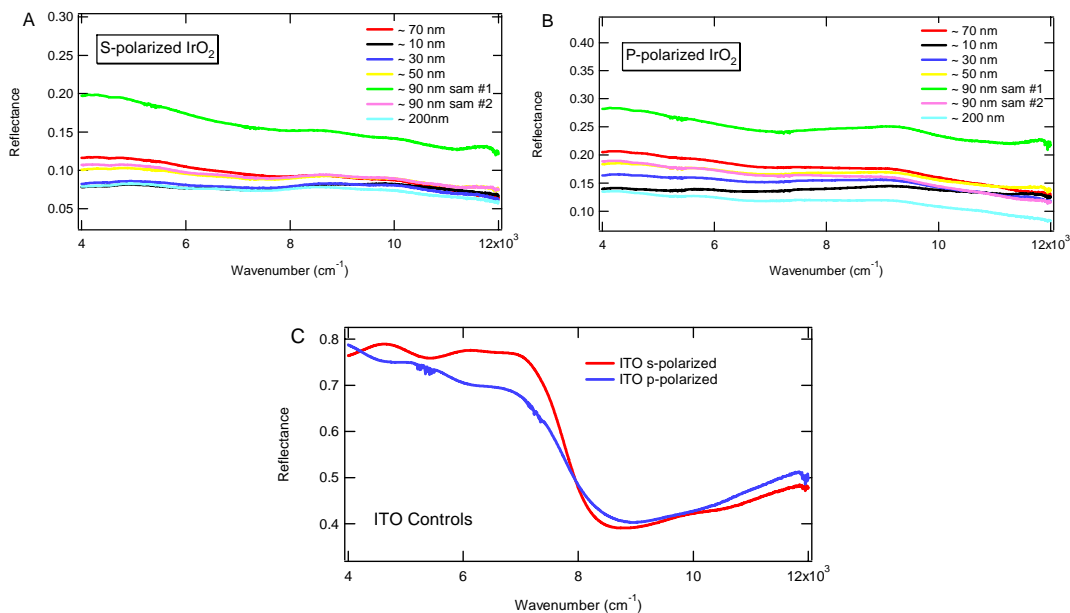 A
S-polarized IrO2
0.30
0.25
0.20
0.15
0.10
0.05
Reflectance
~ 70 nm
~ 10 nm
~ 30 nm
~ 50 nm
~ 90 nm sam #1
~ 90 nm sam #2
~ 200nm
4
6
8
10
12x10³
Wavenumber (cm⁻¹)
B
P-polarized IrO2
0.40
0.30
0.25
0.20
0.15
0.10
Reflectance
~ 70 nm
~ 10 nm
~ 30 nm
~ 50 nm
~ 90 nm sam #1
~ 90 nm sam #2
~ 200 nm
4
6
8
10
12x10³
Wavenumber (cm⁻¹)
C
0.8
0.7
0.5
0.4
Reflectance
ITO s-polarized
ITO p-polarized
ITO Controls
4
6
8
10
12x10³
Wavenumber (cm⁻¹)